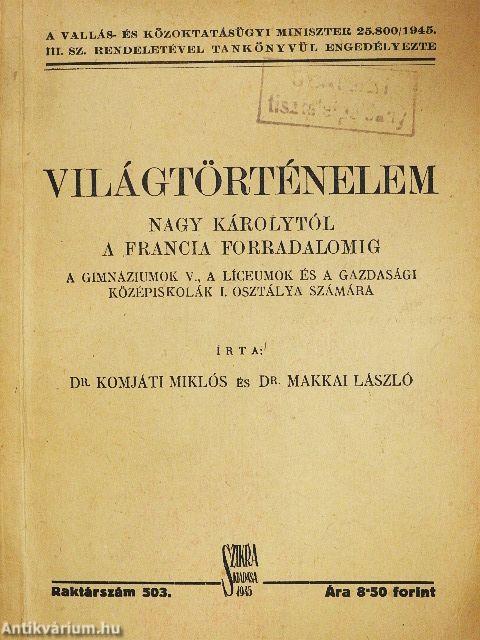 A VALLÁS- ÉS KÖZOKTATÁSÜGYI MINISZTER 25.800/1945.
III. SZ. RENDELETÉVEL TANKÖNYVÜL ENGEDÉLYEZTE
VILÁGTÖRTÉNELEM
NAGY KÁROLYTÓL
A FRANCIA FORRADALOMIG
A GIMNÁZIUMOK V., A LÍCEUMOK ÉS A GAZDASÁGI
KÖZÉPISKOLÁK I. OSZTÁLYA SZÁMÁRA
ÍRTA:
DR. KOMJÁTI MIKLÓS ÉS DR. MAKKAI LÁSZLÓ
SZIKRA
KIADÁSA
1945
Raktárszám 503. Ára 8·50 forint
Antikvárium.hu